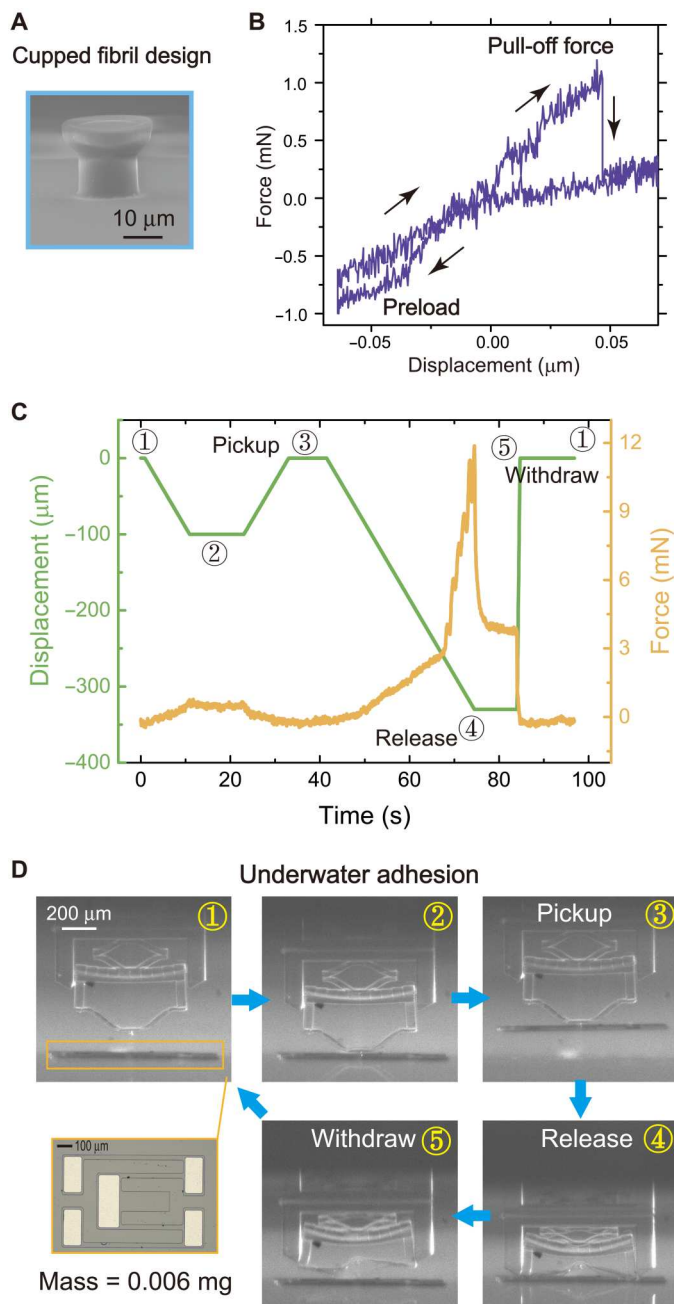 A
Cupped fibril design
10 μm
B
Pull-off force
Preload
Force (mN)
1.5
1.0
0.5
0.0
−0.5
−1.0
−0.05
0.00
0.05
Displacement (μm)
C
①
Pickup
③
⑤
①
Withdraw
②
Release
④
Displacement (μm)
0
−100
−200
−300
−400
12
9
6
3
0
Force (mN)
0
20
40
60
80
100
Time (s)
D
Underwater adhesion
200 μm
①
②
Pickup
③
Withdraw
⑤
Release
④
100 μm
Mass = 0.006 mg